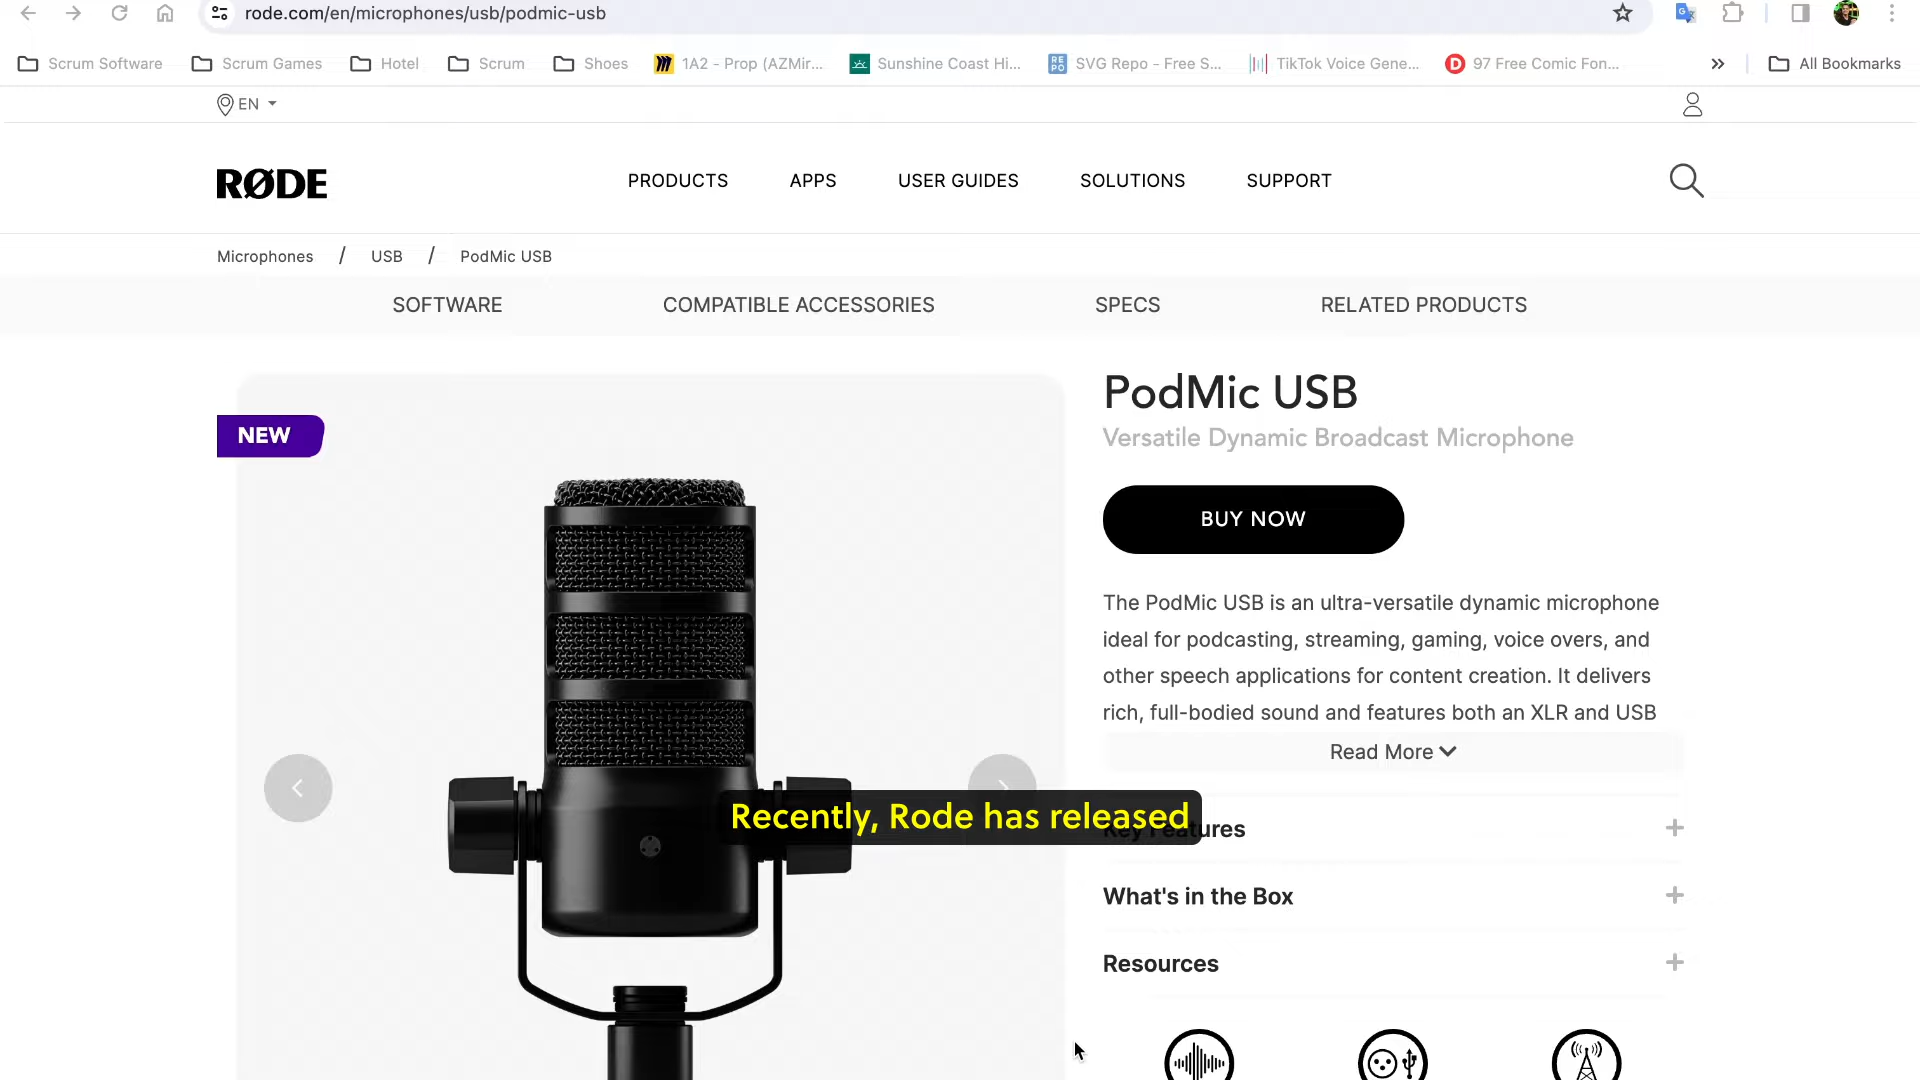 rode.com/en/microphones/usb/podmic-usb
Scrum Software
Scrum Games
Hotel
Scrum
Shoes
1A2 - Prop (AZMir...
Sunshine Coast Hi...
SVG Repo - Free S...
TikTok Voice Gene...
97 Free Comic Fon...
All Bookmarks
EN
RØDE
PRODUCTS
APPS
USER GUIDES
SOLUTIONS
SUPPORT
Microphones / USB / PodMic USB
SOFTWARE
COMPATIBLE ACCESSORIES
SPECS
RELATED PRODUCTS
NEW
PodMic USB
Versatile Dynamic Broadcast Microphone
BUY NOW
The PodMic USB is an ultra-versatile dynamic microphone
ideal for podcasting, streaming, gaming, voice overs, and
other speech applications for content creation. It delivers
rich, full-bodied sound and features both an XLR and USB
Read More
Recently, Rode has released
Key Features
What's in the Box
Resources